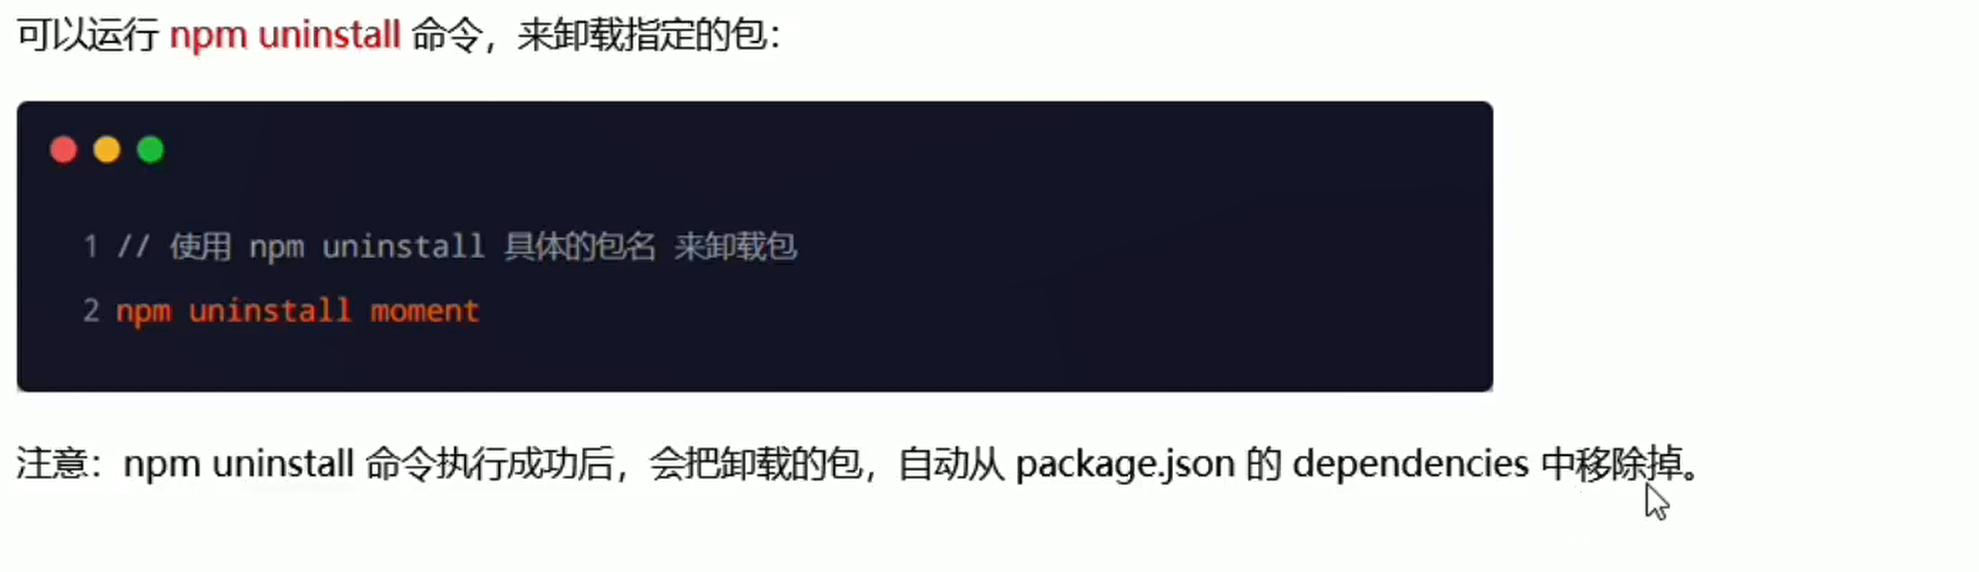 可以运行 npm uninstall 命令，来卸载指定的包：
1 // 使用 npm uninstall 具体的包名 来卸载包
2 npm uninstall moment
注意：npm uninstall 命令执行成功后，会把卸载的包，自动从 package.json 的 dependencies 中移除掉。